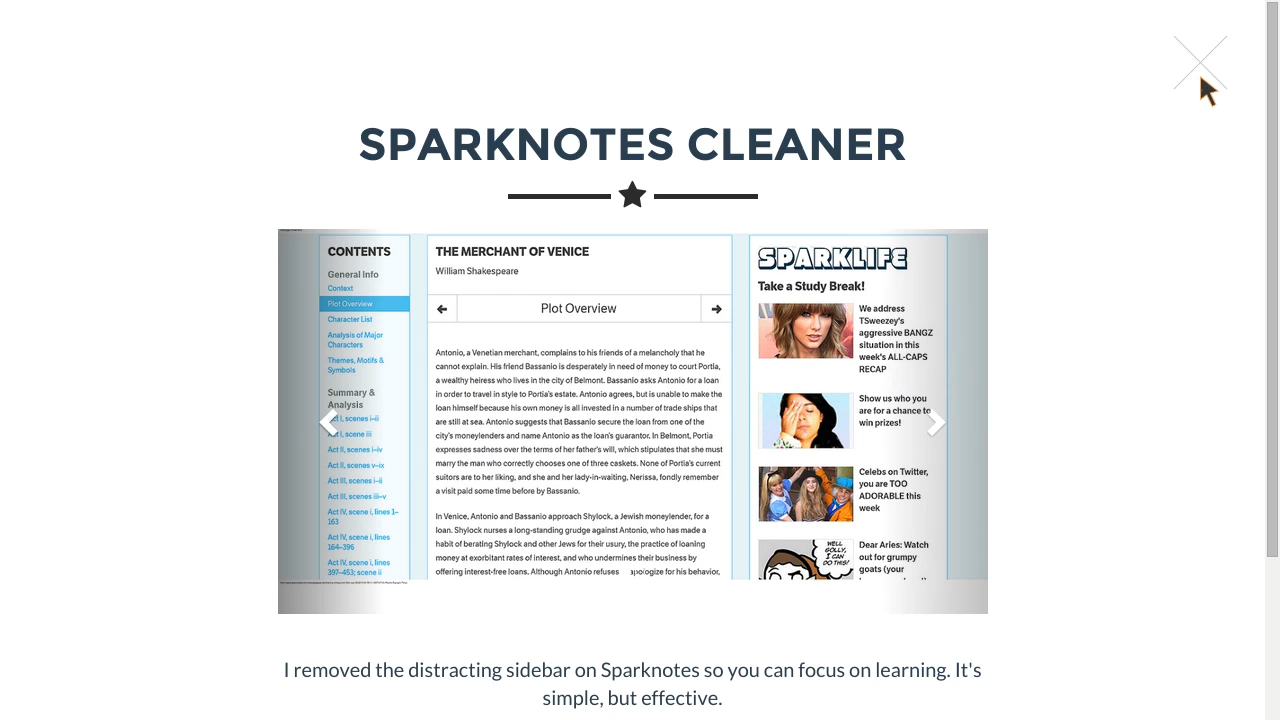 SPARKNOTES CLEANER
CONTENTS
General Info
Context
Plot Overview
Character List
Analysis of Major
Characters
Themes, Motifs &
Symbols
Summary &
Analysis
Act I, scenes i–ii
Act I, scene iii
Act II, scenes i–iv
Act II, scenes v–ix
Act III, scenes i–ii
Act III, scenes iii–v
Act IV, scene i, lines 1–
163
Act IV, scene i, lines
164–396
Act IV, scene i, lines
397–453; scene ii
THE MERCHANT OF VENICE
William Shakespeare
Plot Overview
Antonio, a Venetian merchant, complains to his friends of a melancholy that he
cannot explain. His friend Bassanio is desperately in need of money to court Portia,
a wealthy heiress who lives in the city of Belmont. Bassanio asks Antonio for a loan
in order to travel in style to Portia's estate. Antonio agrees, but is unable to make the
loan himself because his own money is all invested in a number of trade ships that
are still at sea. Antonio suggests that Bassanio secure the loan from one of the
city's moneylenders and name Antonio as the loan's guarantor. In Belmont, Portia
expresses sadness over the terms of her father's will, which stipulates that she must
marry the man who correctly chooses one of three caskets. None of Portia's current
suitors are to her liking, and she and her lady-in-waiting, Nerissa, fondly remember
a visit paid some time before by Bassanio.
In Venice, Antonio and Bassanio approach Shylock, a Jewish moneylender, for a
loan. Shylock nurses a long-standing grudge against Antonio, who has made a
habit of berating Shylock and other Jews for their usury, the practice of loaning
money at exorbitant rates of interest, and who undermines their business by
offering interest-free loans. Although Antonio refuses apologize for his behavior,
SPARKLIFE
Take a Study Break!
We address
TSweezey's
aggressive BANGZ
situation in this
week's ALL-CAPS
RECAP
Show us who you
are for a chance to
win prizes!
Celebs on Twitter,
you are TOO
ADORABLE this
week
WELL
GOLLY,
I CAN
DO THIS!
Dear Aries: Watch
out for grumpy
goats (your
I removed the distracting sidebar on Sparknotes so you can focus on learning. It's
simple, but effective.